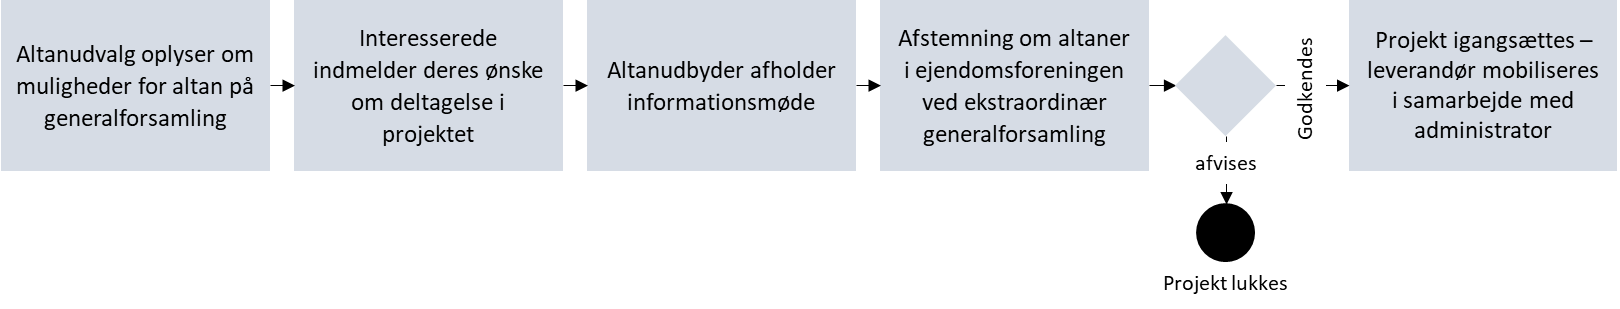 Altanudvalg oplyser om
muligheder for altan på
generalforsamling
Interesserede
indmelder deres ønske
om deltagelse i
projektet
Altanudbyder afholder
informationsmøde
Afstemning om altaner
i ejendomsforeningen
ved ekstraordinær
generalforsamling
Godkendes
afvises
Projekt lukkes
Projekt igangsættes –
leverandør mobiliseres
i samarbejde med
administrator